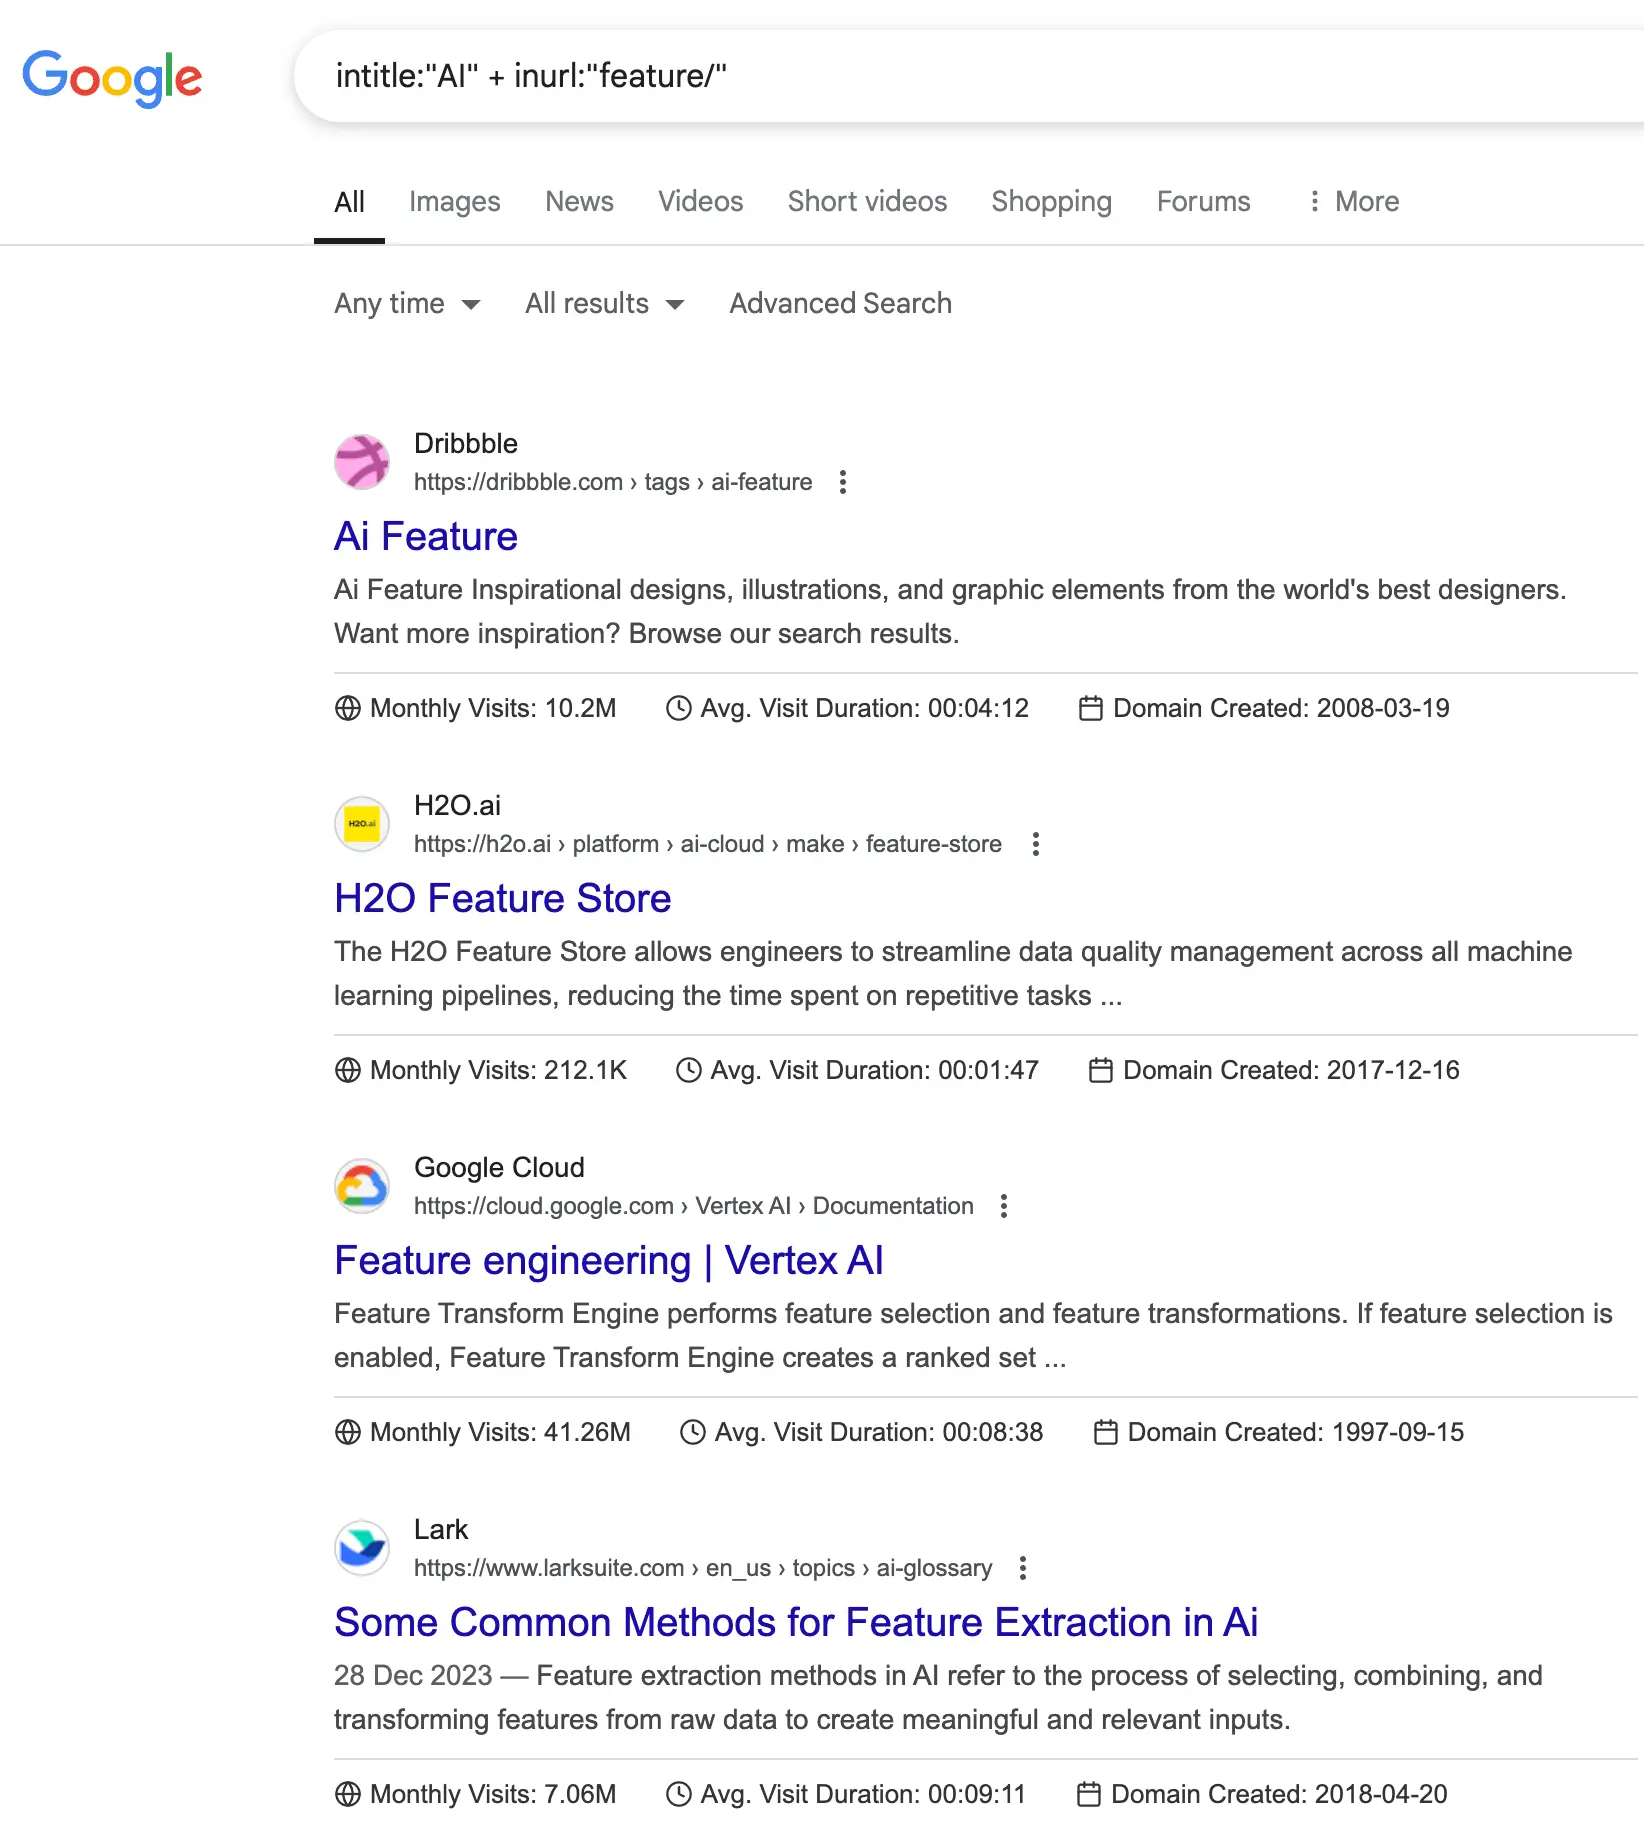 Google
intitle:"AI" + inurl:"feature/"
All Images News Videos Short videos Shopping Forums More
Any time All results Advanced Search
Dribbble
https://dribbble.com › tags › ai-feature
Ai Feature
Ai Feature Inspirational designs, illustrations, and graphic elements from the world's best designers.
Want more inspiration? Browse our search results.
Monthly Visits: 10.2M Avg. Visit Duration: 00:04:12 Domain Created: 2008-03-19
H2O.ai
H2O.ai
https://h2o.ai › platform › ai-cloud › make › feature-store
H2O Feature Store
The H2O Feature Store allows engineers to streamline data quality management across all machine
learning pipelines, reducing the time spent on repetitive tasks ...
Monthly Visits: 212.1K Avg. Visit Duration: 00:01:47 Domain Created: 2017-12-16
Google Cloud
https://cloud.google.com › Vertex AI › Documentation
Feature engineering | Vertex AI
Feature Transform Engine performs feature selection and feature transformations. If feature selection is
enabled, Feature Transform Engine creates a ranked set ...
Monthly Visits: 41.26M Avg. Visit Duration: 00:08:38 Domain Created: 1997-09-15
Lark
https://www.larksuite.com › en_us › topics › ai-glossary
Some Common Methods for Feature Extraction in Ai
28 Dec 2023 — Feature extraction methods in AI refer to the process of selecting, combining, and
transforming features from raw data to create meaningful and relevant inputs.
Monthly Visits: 7.06M Avg. Visit Duration: 00:09:11 Domain Created: 2018-04-20